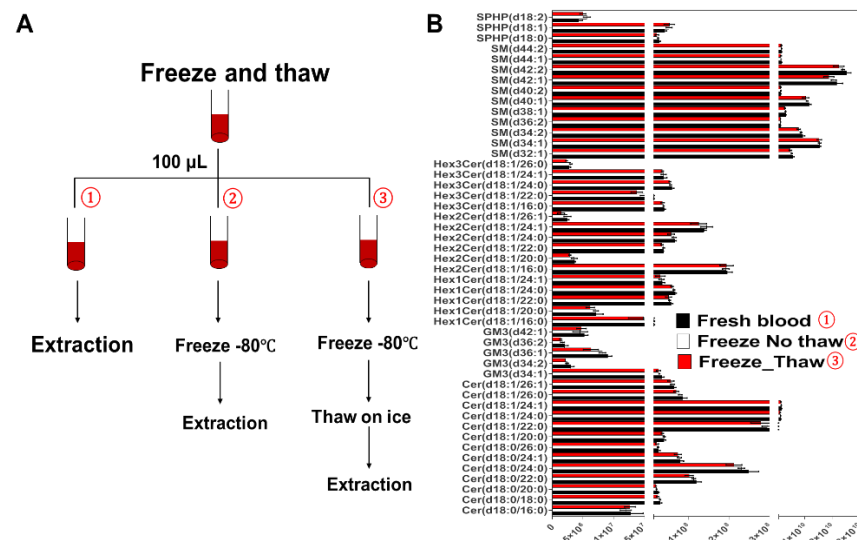 A
Freeze and thaw
100 µL
① ② ③
Extraction
Freeze -80℃
Freeze -80℃
Extraction
Thaw on ice
Extraction
B
SPHP(d18:2)
SPHP(d18:1)
SPHP(d18:0)
SM(d44:2)
SM(d44:1)
SM(d42:2)
SM(d42:1)
SM(d40:2)
SM(d40:1)
SM(d38:1)
SM(d36:2)
SM(d34:2)
SM(d34:1)
SM(d32:1)
Hex3Cer(d18:1/26:0)
Hex3Cer(d18:1/24:1)
Hex3Cer(d18:1/24:0)
Hex3Cer(d18:1/22:0)
Hex3Cer(d18:1/16:0)
Hex2Cer(d18:1/26:1)
Hex2Cer(d18:1/24:1)
Hex2Cer(d18:1/24:0)
Hex2Cer(d18:1/22:0)
Hex2Cer(d18:1/20:0)
Hex2Cer(d18:1/16:0)
Hex1Cer(d18:1/24:1)
Hex1Cer(d18:1/24:0)
Hex1Cer(d18:1/22:0)
Hex1Cer(d18:1/20:0)
Hex1Cer(d18:1/16:0)
GM3(d42:1)
GM3(d36:2)
GM3(d36:1)
GM3(d34:2)
GM3(d34:1)
Cer(d18:1/26:1)
Cer(d18:1/26:0)
Cer(d18:1/24:1)
Cer(d18:1/24:0)
Cer(d18:1/22:0)
Cer(d18:1/20:0)
Cer(d18:0/26:0)
Cer(d18:0/24:1)
Cer(d18:0/24:0)
Cer(d18:0/22:0)
Cer(d18:0/20:0)
Cer(d18:0/18:0)
Cer(d18:0/16:0)
Fresh blood ①
Freeze No thaw ②
Freeze_Thaw ③
0